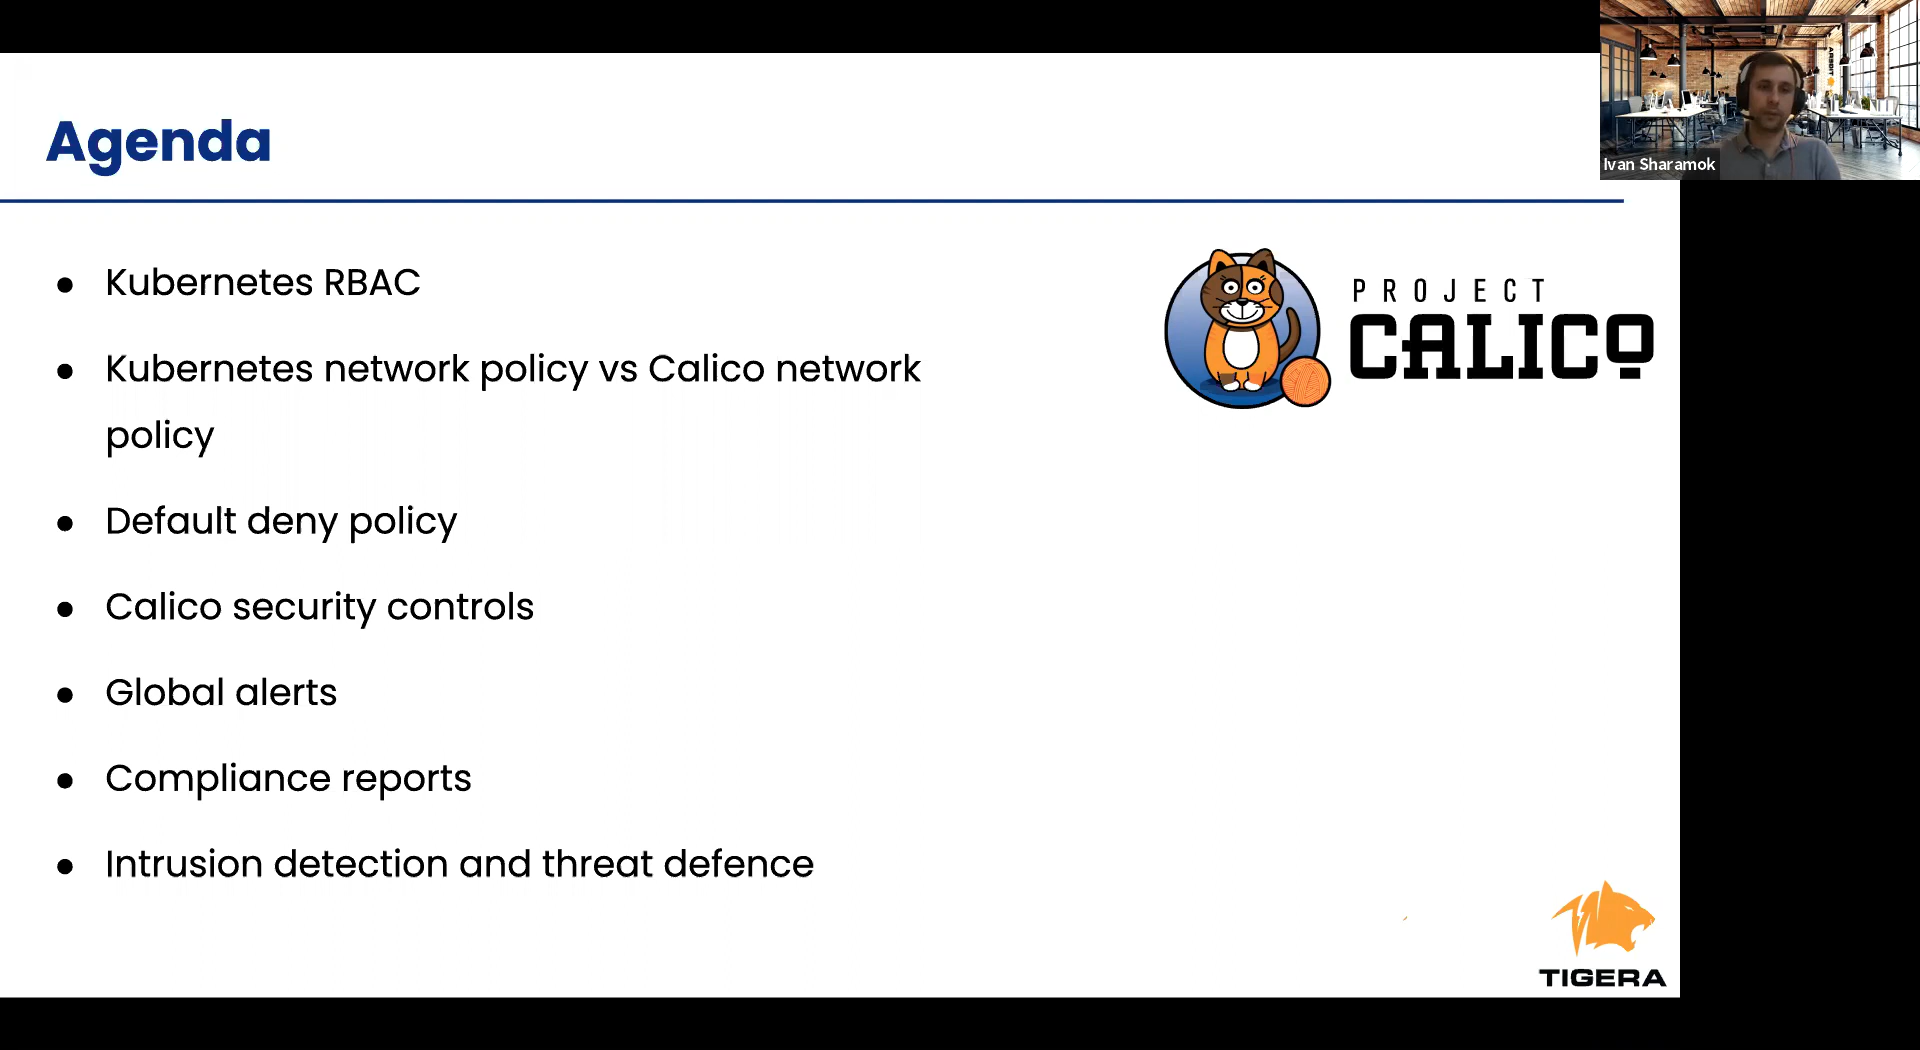 Agenda
Ivan Sharamok
● Kubernetes RBAC
● Kubernetes network policy vs Calico network
policy
● Default deny policy
● Calico security controls
● Global alerts
● Compliance reports
● Intrusion detection and threat defence
PROJECT
CALICO
TIGERA